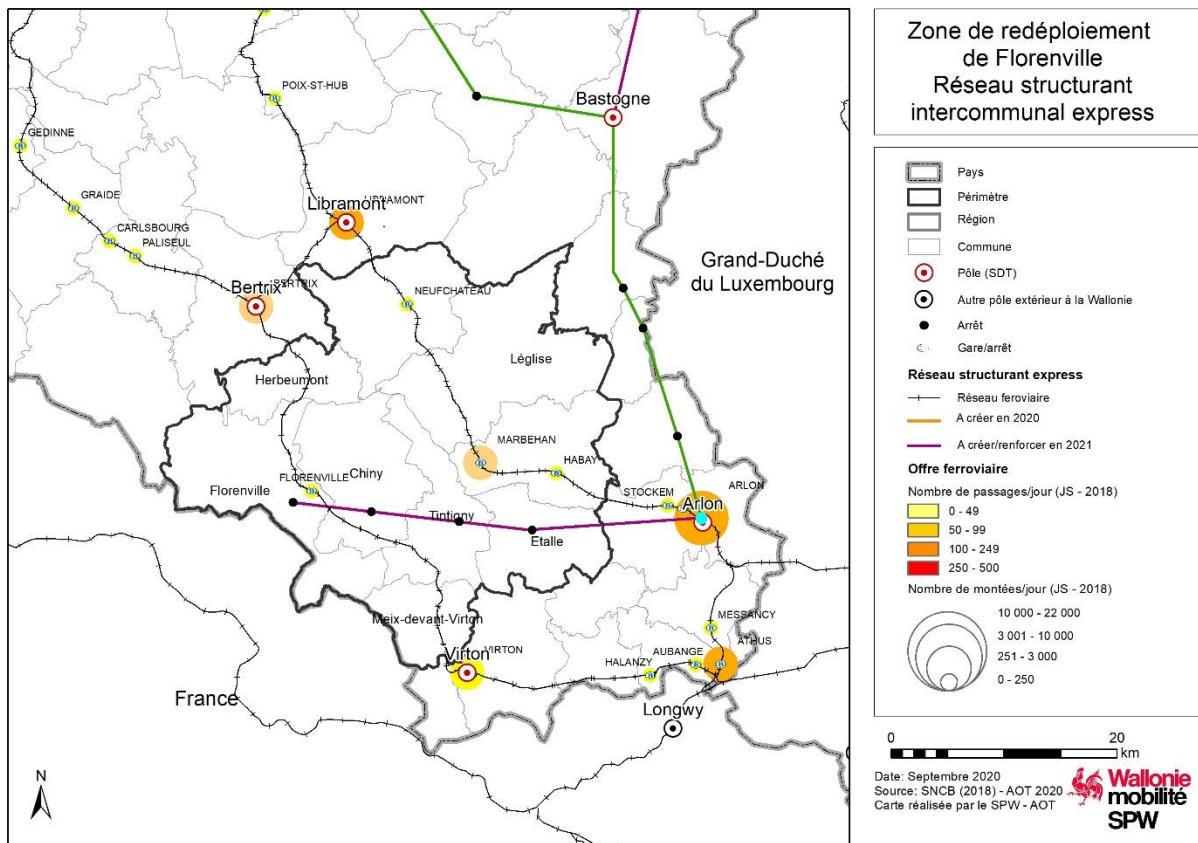 POIX-ST-HUB
Bastogne
GEDINNE
GRAIDE
Libramont
LIBRAMONT
CARLSBOURG
PALISEUL
Grand-Duché
du Luxembourg
BERTRIX
Bertrix
NEUFCHATEAU
Léglise
Herbeumont
MARBEHAN
HABAY
FLORENVILLE
Chiny
Florenville
STOCKEM
ARLON
Arlon
Tintigny
Etalle
Meix-devant-Virton
MESSANCY
ATHUS
Virton
VIRTON
HALANZY
AUBANGE
France
Longwy
N
Zone de redéploiement
de Florenville
Réseau structurant
intercommunal express
Pays
Périmètre
Région
Commune
Pôle (SDT)
Autre pôle extérieur à la Wallonie
Arrêt
Gare/arrêt
Réseau structurant express
Réseau feroviaire
A créer en 2020
A créer/renforcer en 2021
Offre ferroviaire
Nombre de passages/jour (JS - 2018)
0 - 49
50 - 99
100 - 249
250 - 500
Nombre de montées/jour (JS - 2018)
10 000 - 22 000
3 001 - 10 000
251 - 3 000
0 - 250
0 20
km
Date: Septembre 2020
Source: SNCB (2018) - AOT 2020
Carte réalisée par le SPW - AOT
Wallonie
mobilité
SPW